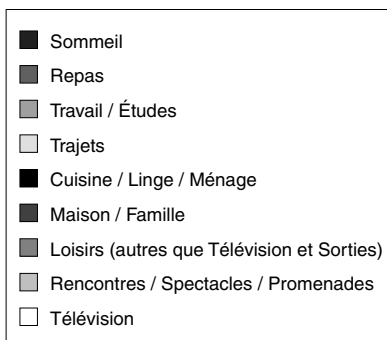 Sommeil
Repas
Travail / Études
Trajets
Cuisine / Linge / Ménage
Maison / Famille
Loisirs (autres que Télévision et Sorties)
Rencontres / Spectacles / Promenades
Télévision